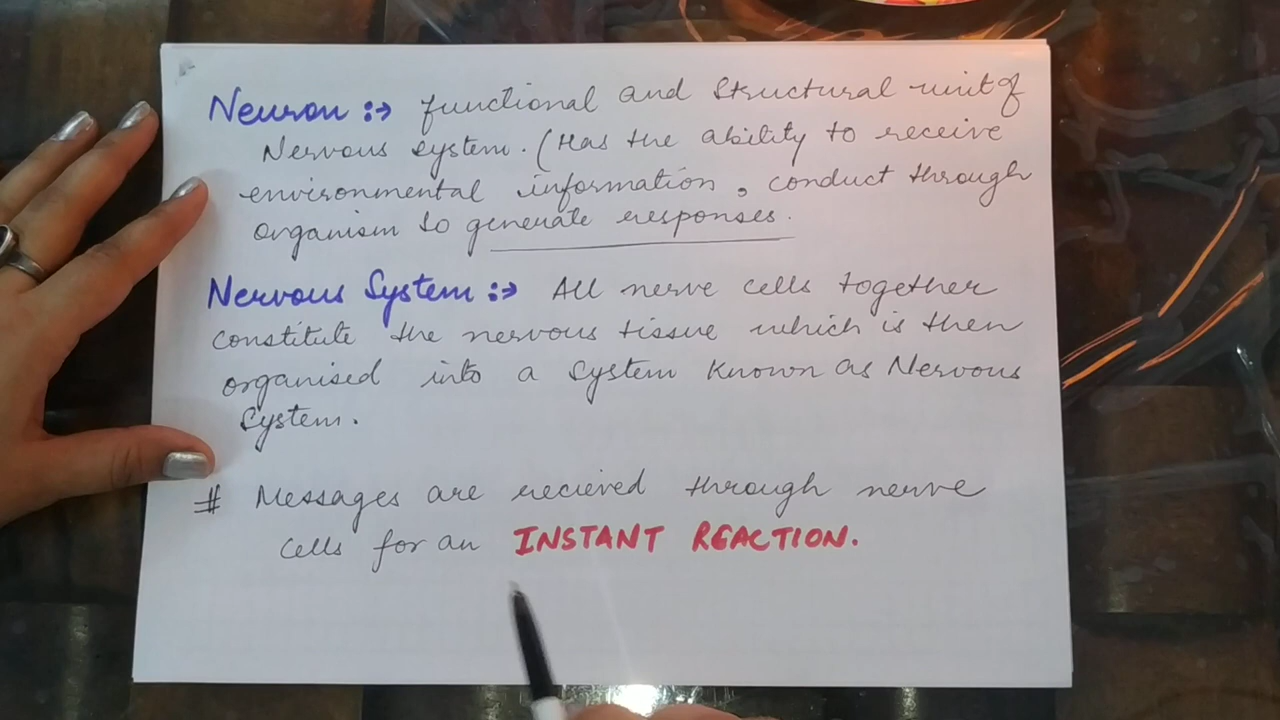 Neuron :→ functional and structural unit of
Nervous system. (Has the ability to receive
environmental information, conduct through
organism to generate responses.
Nervous System :→ All nerve cells together
constitute the nervous tissue which is then
organised into a system known as Nervous
System.
# Messages are recieved through nerve
cells for an INSTANT REACTION.